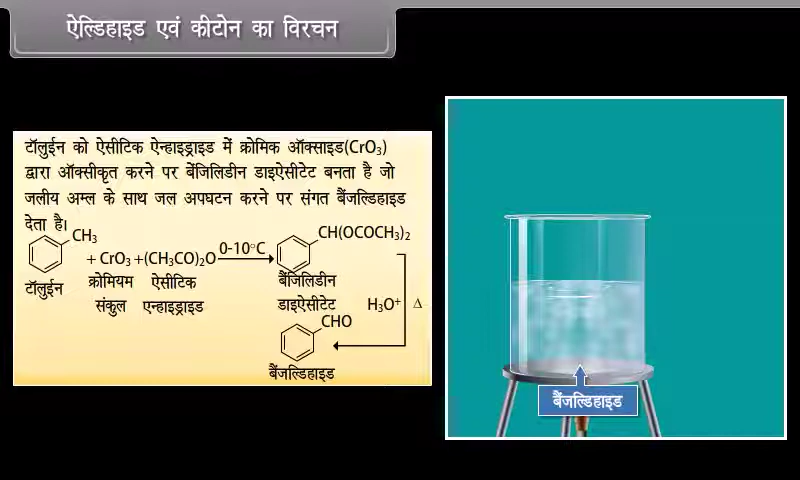 ऐल्डिहाइड एवं कीटोन का विरचन
टॉलुईन को ऐसीटिक ऐन्हाइड्राइड में क्रोमिक ऑक्साइड(CrO₃)
द्वारा ऑक्सीकृत करने पर बेंजिलिडीन डाइऐसीटेट बनता है जो
जलीय अम्ल के साथ जल अपघटन करने पर संगत बैंजल्डिहाइड
देता है।
CH₃
+ CrO₃ +(CH₃CO)₂O
0-10°C
CH(OCOCH₃)₂
टॉलुईन
क्रोमियम
संकुल
ऐसीटिक
एन्हाइड्राइड
बैंजिलिडीन
डाइऐसीटेट
H₃O⁺
Δ
CHO
बैंजल्डिहाइड
बैंजल्डिहाइड